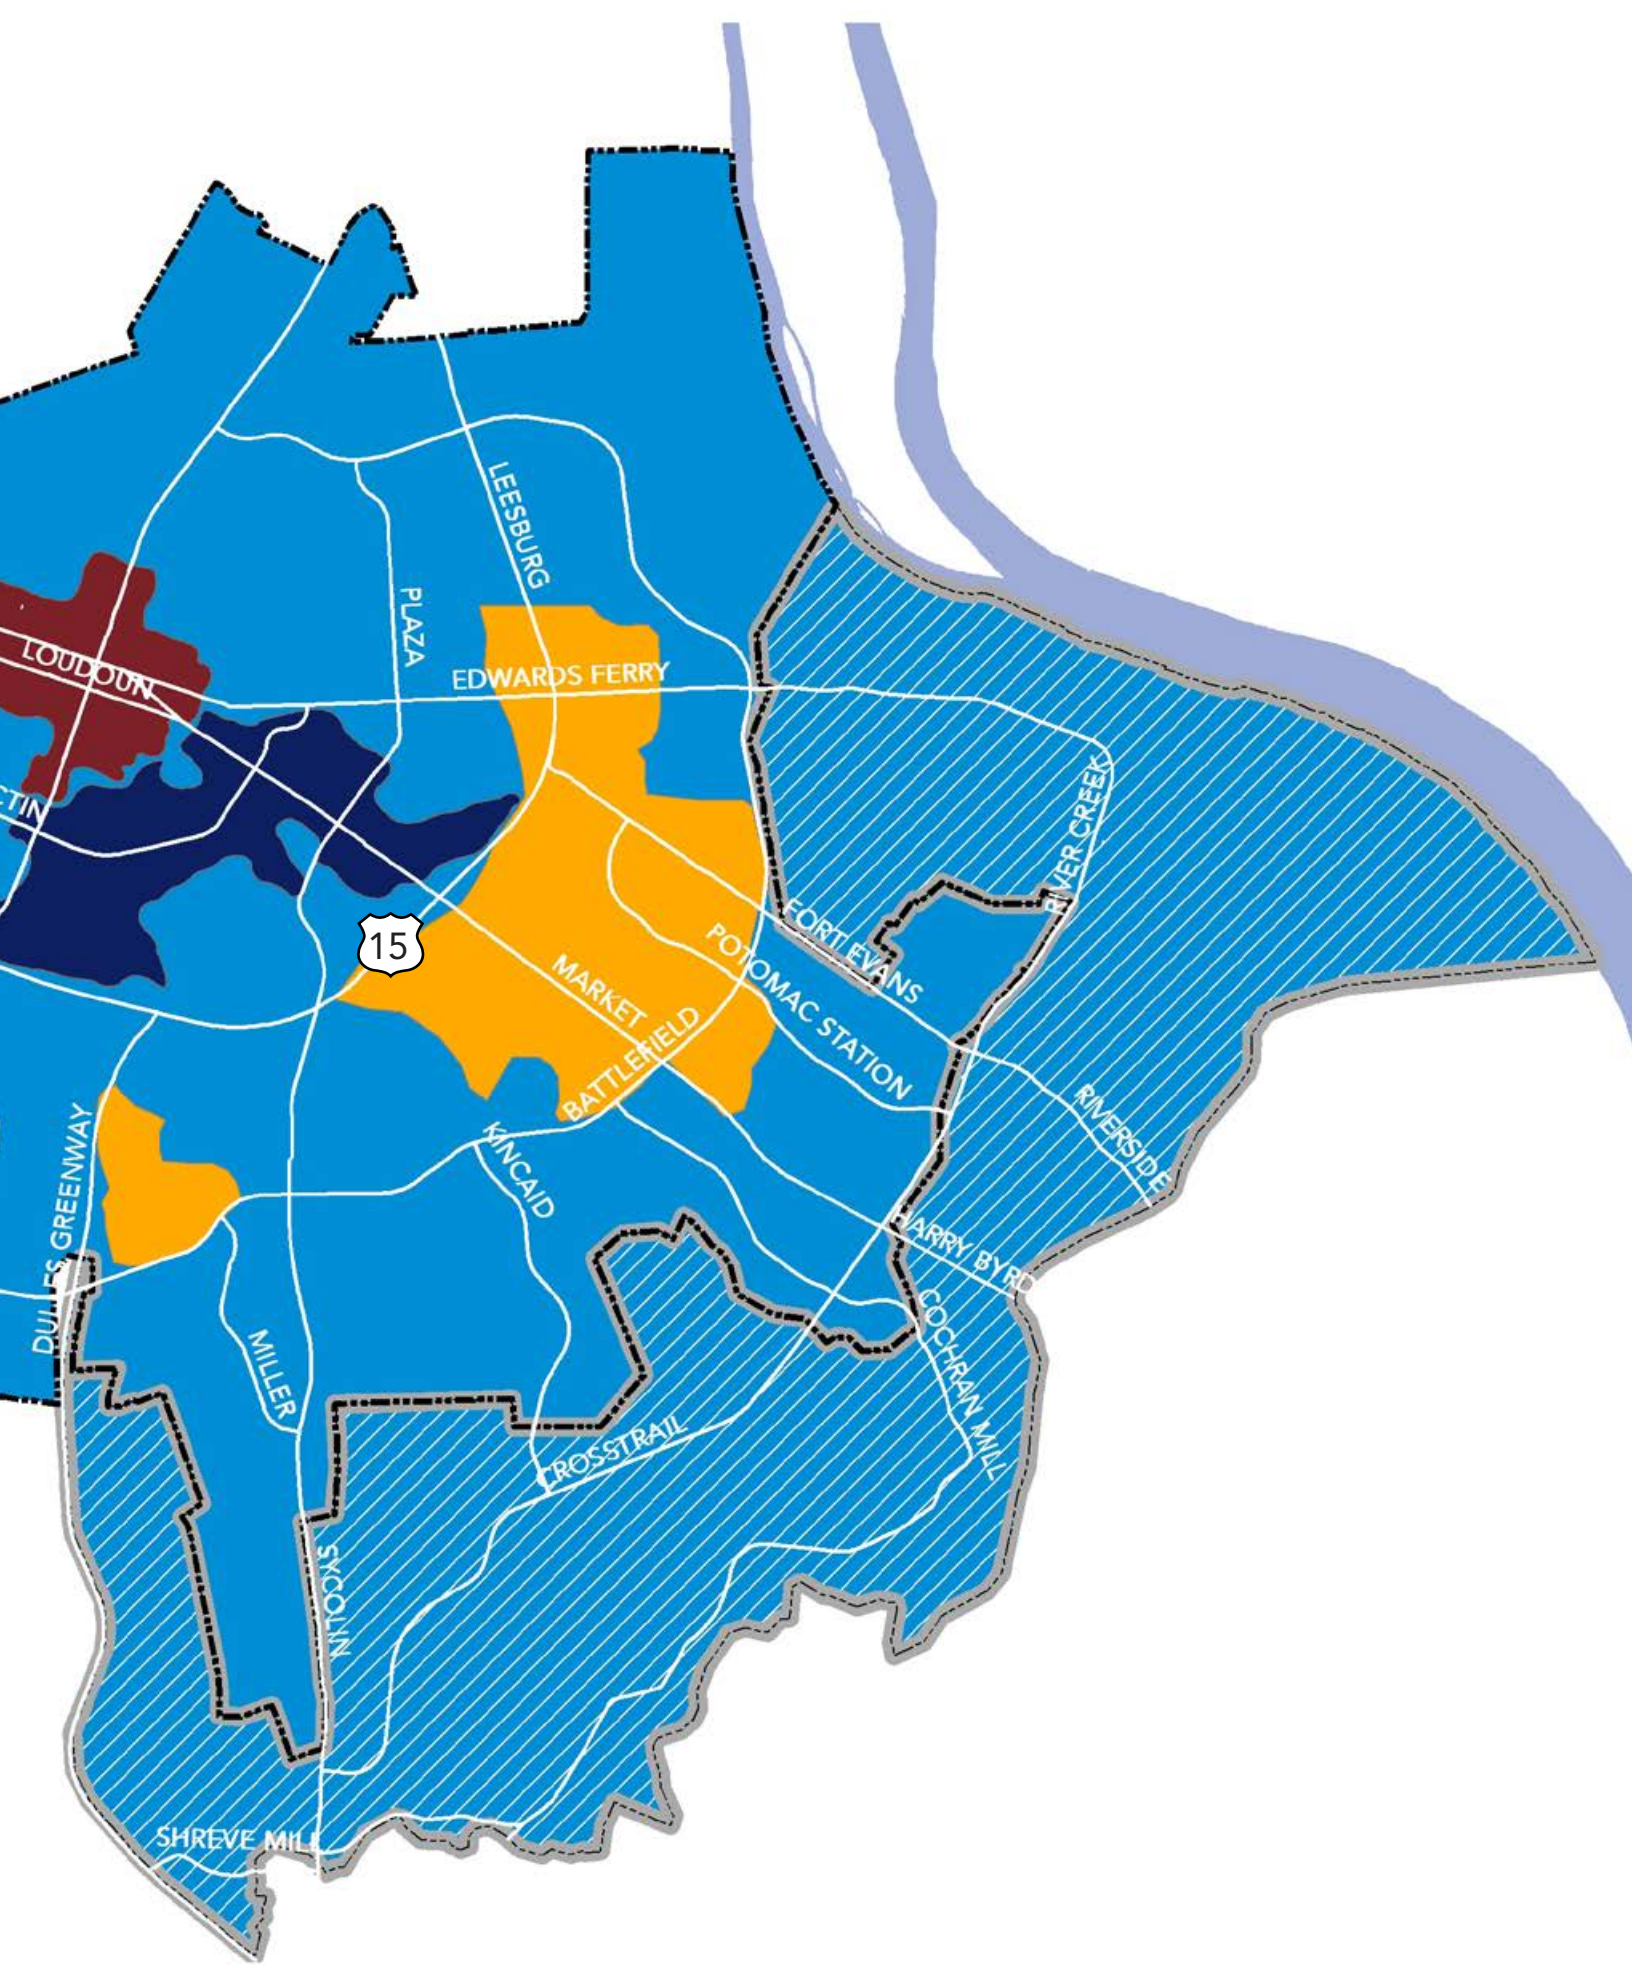 LEESBURG
PLAZA
LOUDOUN
EDWARDS FERRY
CTIN
RIVER CREEK
15
FORT EVANS
POTOMAC STATION
MARKET
BATTLEFIELD
RIVERSIDE
DULLES GREENWAY
KINCAID
HARRY BYRD
COCHRAN MILL
MILLER
CROSSTRAIL
SYCOLIN
SHREVE MILL